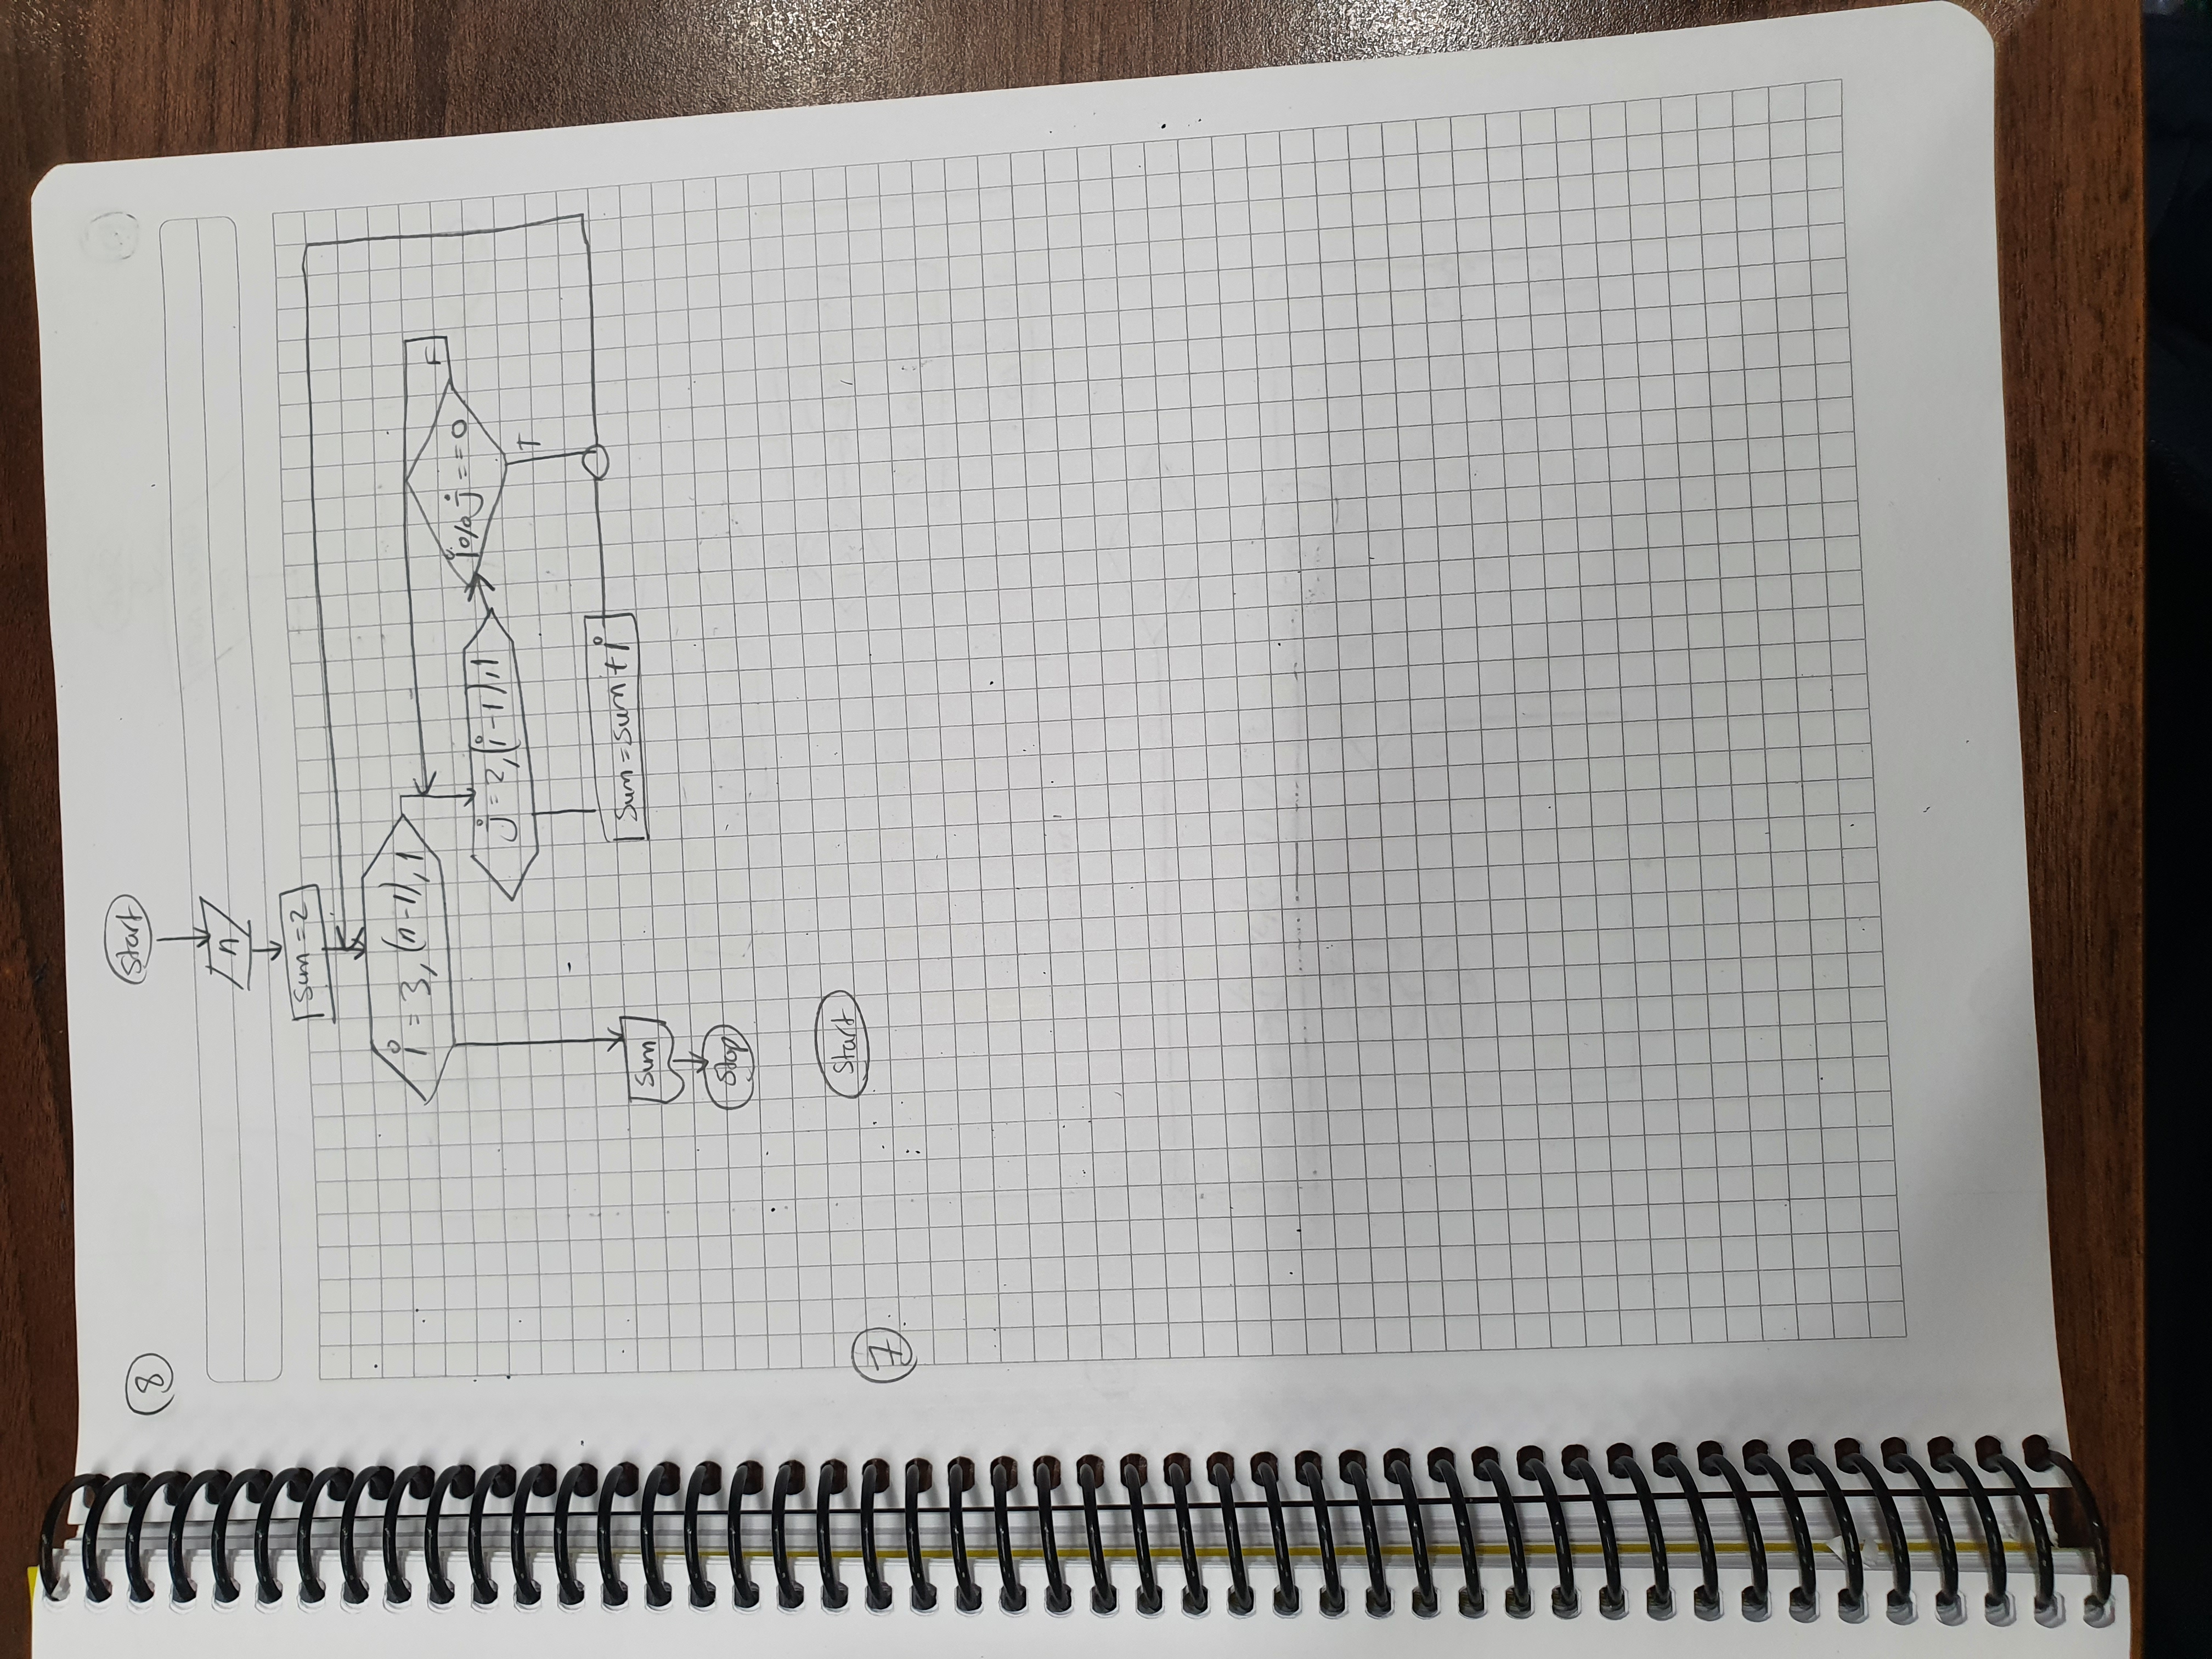 8
Start
n
Sum = 2
i = 3, (n-1), 1
j = 2, (i-1), 1
i % j == 0
F
T
Sum = sum + i
Sum
Stop
Start
7